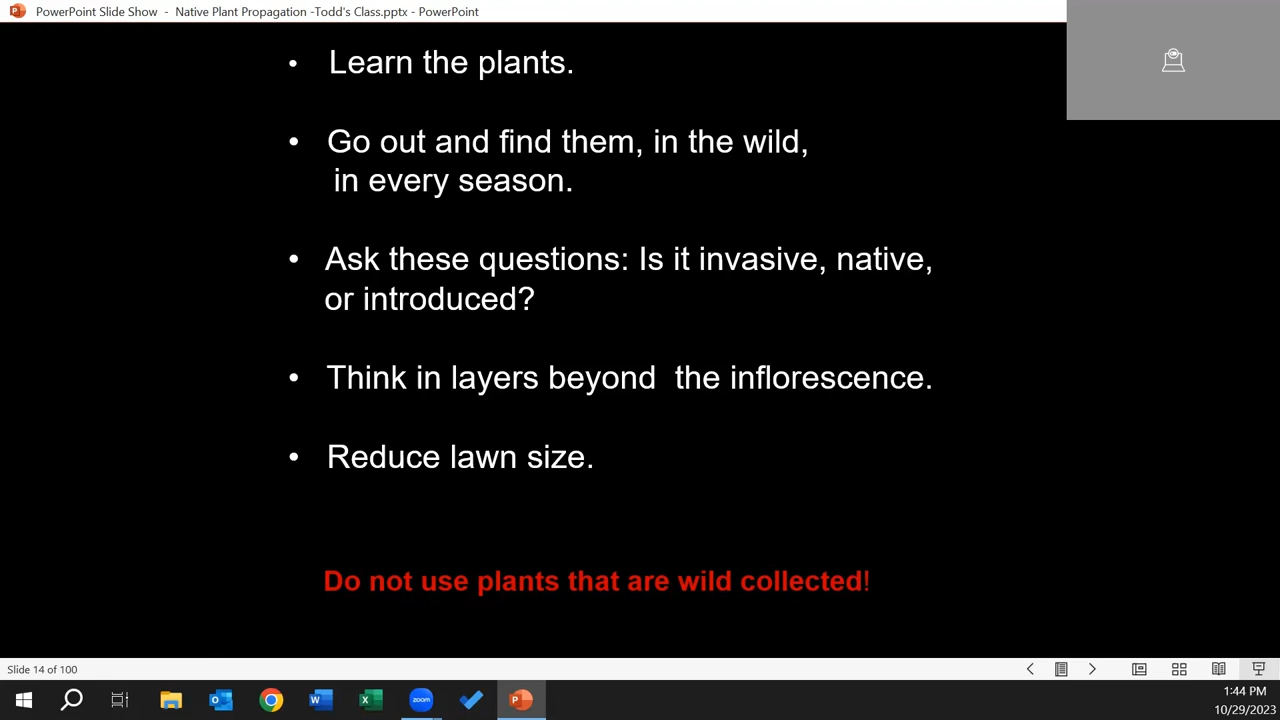 PowerPoint Slide Show - Native Plant Propagation -Todd's Class.pptx - PowerPoint
• Learn the plants.
• Go out and find them, in the wild,
in every season.
• Ask these questions: Is it invasive, native,
or introduced?
• Think in layers beyond  the inflorescence.
• Reduce lawn size.
Do not use plants that are wild collected!
Slide 14 of 100
zoom
1:44 PM
10/29/2023